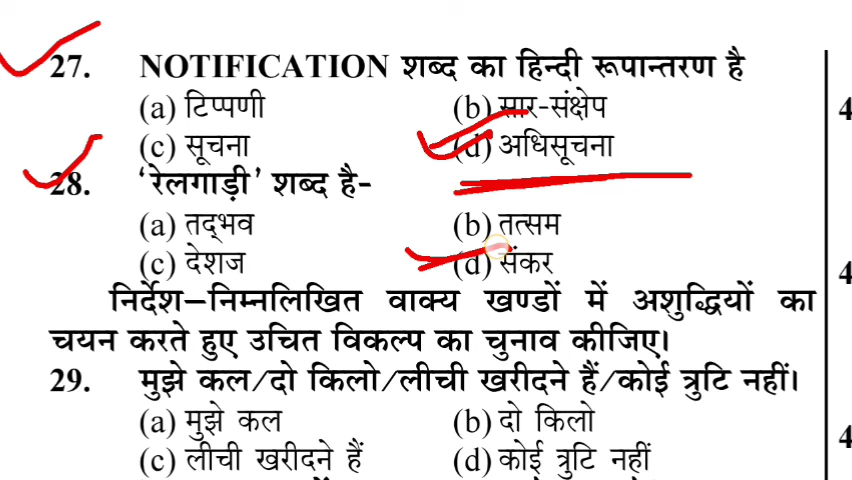 27. NOTIFICATION शब्द का हिन्दी रूपान्तरण है
(a) टिप्पणी (b) सार-संक्षेप
(c) सूचना (d) अधिसूचना
28. ‘रेलगाड़ी’ शब्द है-
(a) तद्भव (b) तत्सम
(c) देशज (d) संकर
निर्देश–निम्नलिखित वाक्य खण्डों में अशुद्धियों का
चयन करते हुए उचित विकल्प का चुनाव कीजिए।
29. मुझे कल/दो किलो/लीची खरीदने हैं/कोई त्रुटि नहीं।
(a) मुझे कल (b) दो किलो
(c) लीची खरीदने हैं (d) कोई त्रुटि नहीं
4
4
4